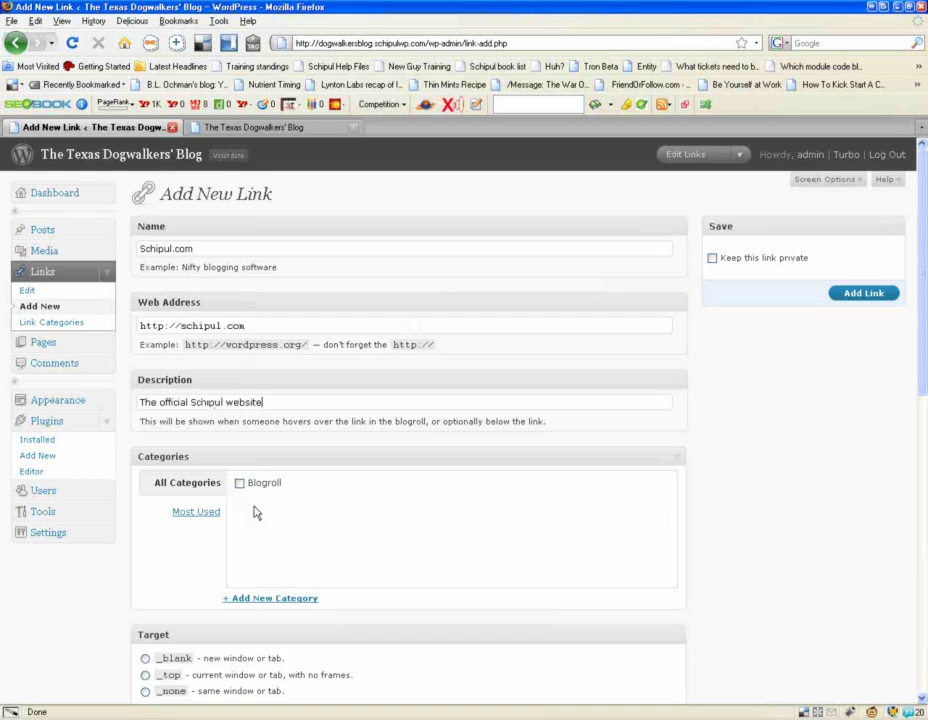 Add New Link ‹ The Texas Dogwalkers' Blog — WordPress - Mozilla Firefox
File Edit View History Delicious Bookmarks Tools Help
http://dogwalkersblog.schipulwp.com/wp-admin/link-add.php
Google
Most Visited Getting Started Latest Headlines Training standings Schipul Help Files New Guy Training Schipul book list Huh? Tron Beta Entity What tickets need to b... Which module code bl...
Recently Bookmarked B.L. Ochman's blog: Y... Nutrient Timing Lynton Labs recap of I... Thin Mints Recipe /Message: The War O... FriendOrFollow.com - ... Be Yourself at Work How To Kick Start A C...
SEOBOOK PageRank 1K 0 8 0 0 0 Competition
Add New Link ‹ The Texas Dogw... The Texas Dogwalkers' Blog
The Texas Dogwalkers' Blog Visit Site Edit Links Howdy, admin | Turbo | Log Out
Screen Options Help
Dashboard
Posts
Media
Links
Edit
Add New
Link Categories
Pages
Comments
Appearance
Plugins
Installed
Add New
Editor
Users
Tools
Settings
Add New Link
Name
Schipul.com
Example: Nifty blogging software
Web Address
http://schipul.com
Example: http://wordpress.org/ — don't forget the http://
Description
The official Schipul website
This will be shown when someone hovers over the link in the blogroll, or optionally below the link.
Categories
All Categories
Blogroll
Most Used
+ Add New Category
Target
_blank - new window or tab.
_top - current window or tab, with no frames.
_none - same window or tab.
Save
Keep this link private
Add Link
Done
20